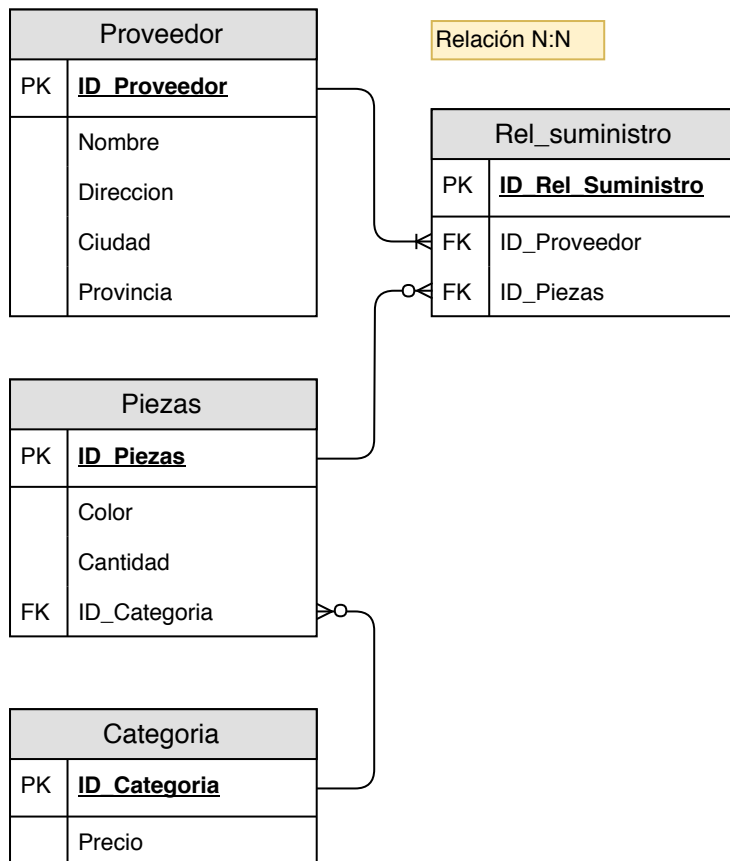 Proveedor
PK ID_Proveedor
Nombre
Direccion
Ciudad
Provincia
Relación N:N
Rel_suministro
PK ID_Rel_Suministro
FK ID_Proveedor
FK ID_Piezas
Piezas
PK ID_Piezas
Color
Cantidad
FK ID_Categoria
Categoria
PK ID_Categoria
Precio